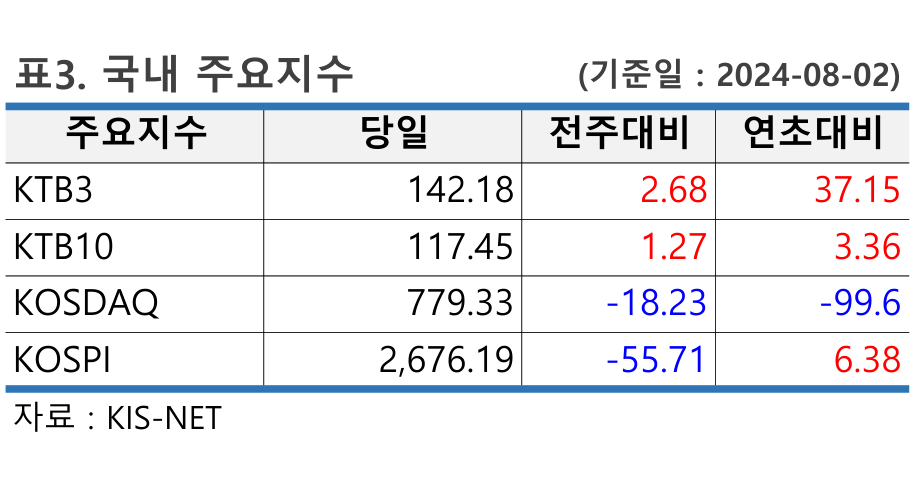 표3. 국내 주요지수 (기준일 : 2024-08-02)
주요지수 당일 전주대비 연초대비
KTB3 142.18 2.68 37.15
KTB10 117.45 1.27 3.36
KOSDAQ 779.33 -18.23 -99.6
KOSPI 2,676.19 -55.71 6.38
자료 : KIS-NET